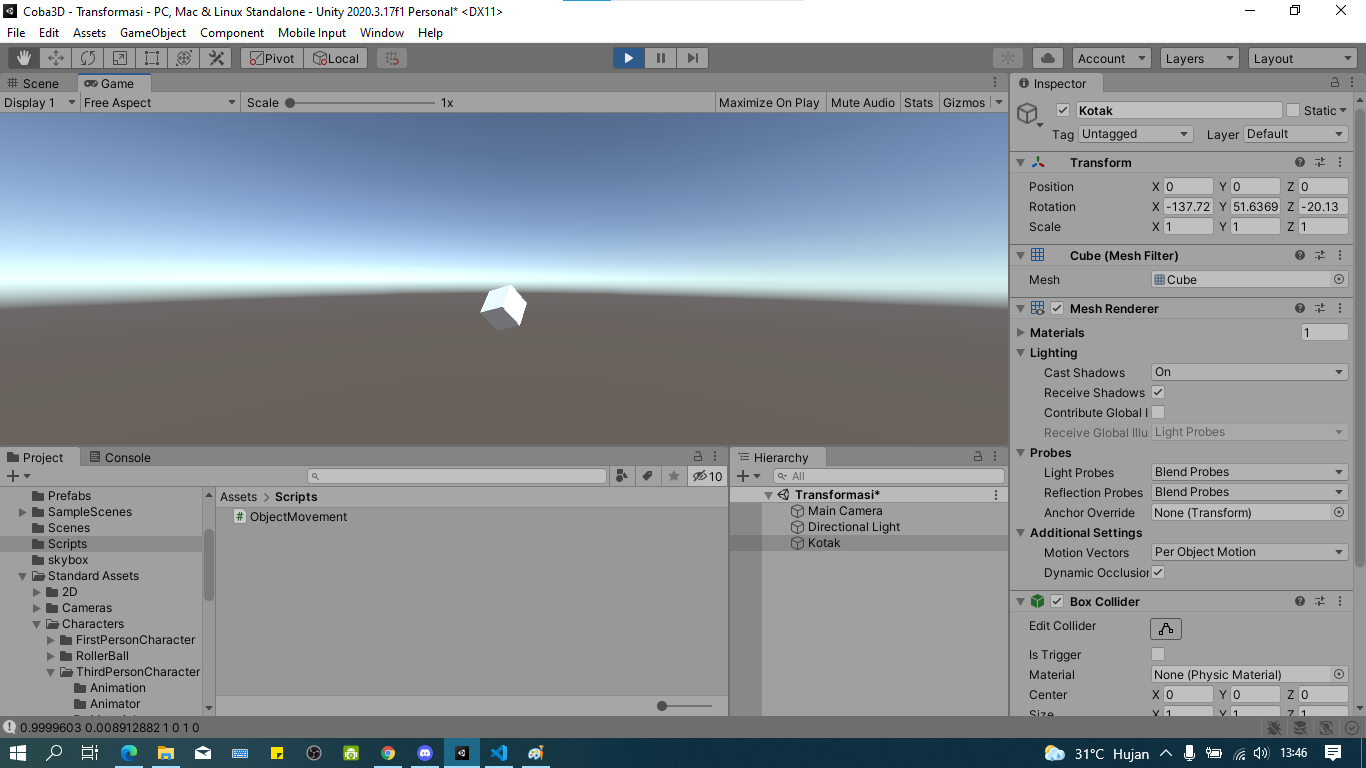 Coba3D - Transformasi - PC, Mac & Linux Standalone - Unity 2020.3.17f1 Personal* <DX11>
File Edit Assets GameObject Component Mobile Input Window Help
Pivot Local Account Layers Layout
Scene Game
Display 1 Free Aspect Scale 1x Maximize On Play Mute Audio Stats Gizmos
Inspector
Kotak Static
Tag Untagged Layer Default
Transform
Position X 0 Y 0 Z 0
Rotation X -137.72 Y 51.6369 Z -20.13
Scale X 1 Y 1 Z 1
Cube (Mesh Filter)
Mesh Cube
Mesh Renderer
Materials 1
Lighting
Cast Shadows On
Receive Shadows
Contribute Global I
Receive Global Illu Light Probes
Probes
Light Probes Blend Probes
Reflection Probes Blend Probes
Anchor Override None (Transform)
Additional Settings
Motion Vectors Per Object Motion
Dynamic Occlusion
Box Collider
Edit Collider
Is Trigger
Material None (Physic Material)
Center X 0 Y 0 Z 0
Size X 1 Y 1 Z 1
Project Console
10
Prefabs
SampleScenes
Scenes
Scripts
skybox
Standard Assets
2D
Cameras
Characters
FirstPersonCharacter
RollerBall
ThirdPersonCharacter
Animation
Animator
Assets > Scripts
ObjectMovement
Hierarchy
All
Transformasi*
Main Camera
Directional Light
Kotak
0.9999603 0.008912882 1 0 1 0
31°C Hujan 13:46